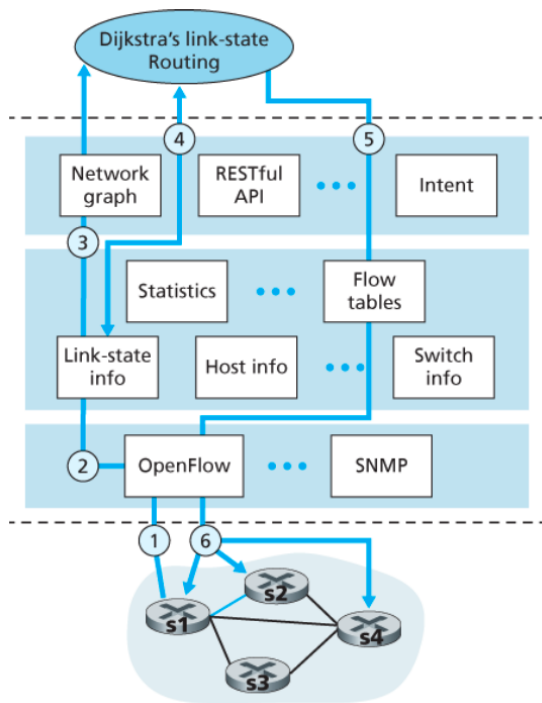 Dijkstra's link-state
Routing
4
5
Network
graph
RESTful
API
Intent
3
Statistics
Flow
tables
Link-state
info
Host info
Switch
info
2
OpenFlow
SNMP
1
6
s2
s1
s4
s3